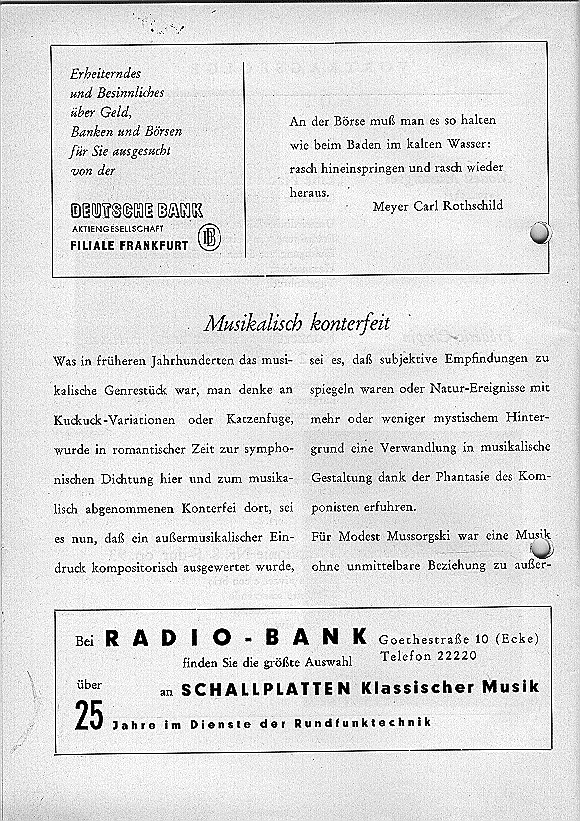 Erheiterndes
und Besinnliches
über Geld,
Banken und Börsen
für Sie ausgesucht
von der
DEUTSCHE BANK
AKTIENGESELLSCHAFT
FILIALE FRANKFURT
An der Börse muß man es so halten
wie beim Baden im kalten Wasser:
rasch hineinspringen und rasch wieder
heraus.
Meyer Carl Rothschild
Musikalisch konterfeit
Was in früheren Jahrhunderten das musi-
kalische Genrestück war, man denke an
Kuckuck-Variationen oder Katzenfuge,
wurde in romantischer Zeit zur sympho-
nischen Dichtung hier und zum musika-
lisch abgenommenen Konterfei dort, sei
es nun, daß ein außermusikalischer Ein-
druck kompositorisch ausgewertet wurde,
sei es, daß subjektive Empfindungen zu
spiegeln waren oder Natur-Ereignisse mit
mehr oder weniger mystischem Hinter-
grund eine Verwandlung in musikalische
Gestaltung dank der Phantasie des Kom-
ponisten erfuhren.
Für Modest Mussorgski war eine Musik
ohne unmittelbare Beziehung zu außer-
Bei RADIO-BANK Goethestraße 10 (Ecke)
Telefon 22220
finden Sie die größte Auswahl
an SCHALLPLATTEN Klassischer Musik
über
25 Jahre im Dienste der Rundfunktechnik